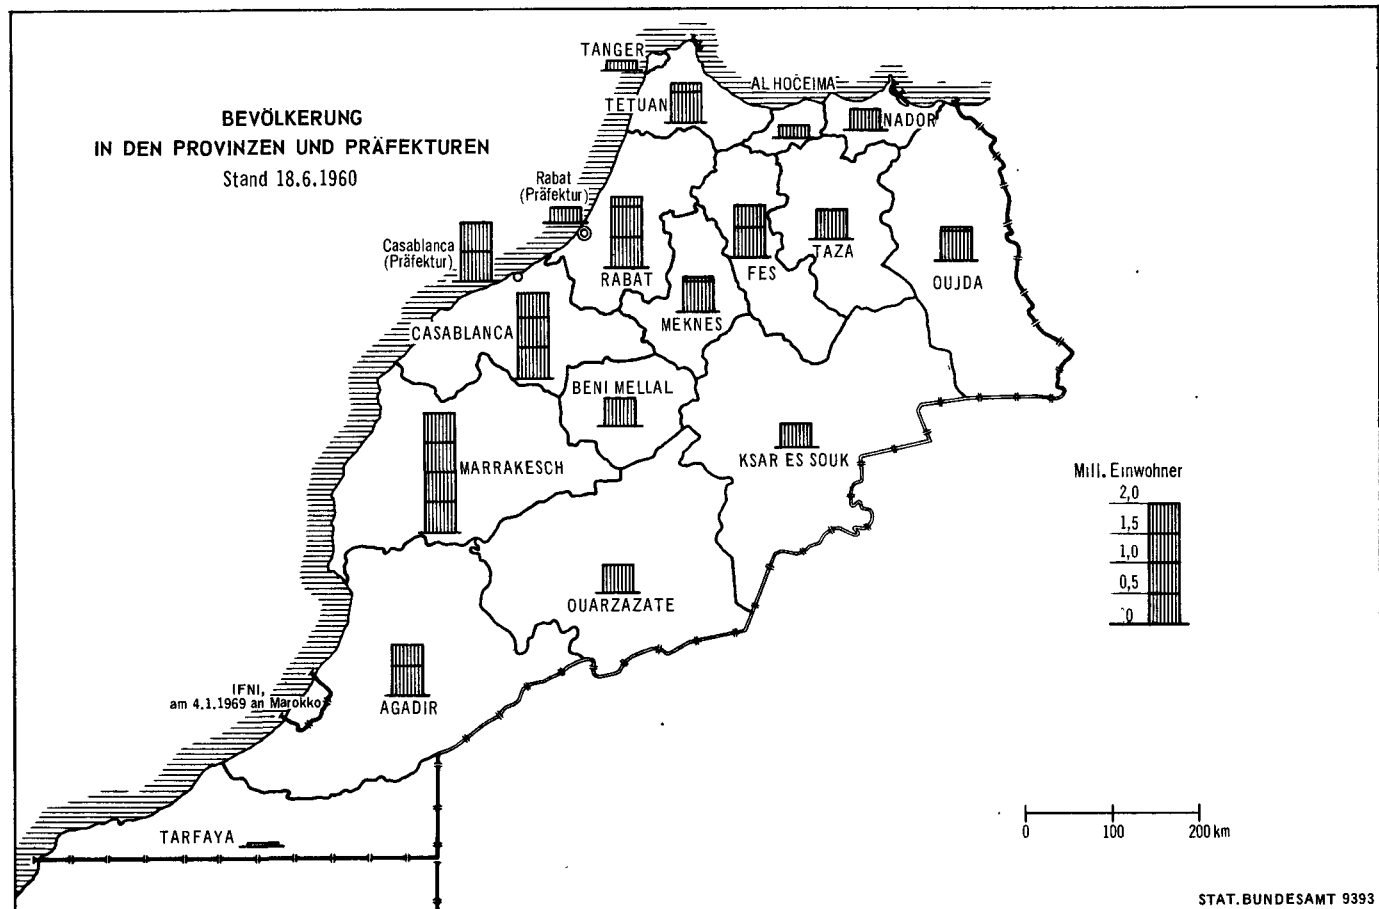 BEVÖLKERUNG
IN DEN PROVINZEN UND PRÄFEKTUREN
Stand 18.6.1960
TANGER
TETUAN
AL HOCEIMA
NADOR
Rabat
(Präfektur)
Casablanca
(Präfektur)
RABAT
FES
TAZA
OUJDA
MEKNES
CASABLANCA
BENI MELLAL
MARRAKESCH
KSAR ES SOUK
OUARZAZATE
Mill. Einwohner
2,0
1,5
1,0
0,5
0
IFNI,
am 4.1.1969 an Marokko
AGADIR
TARFAYA
0 100 200 km
STAT. BUNDESAMT 9393